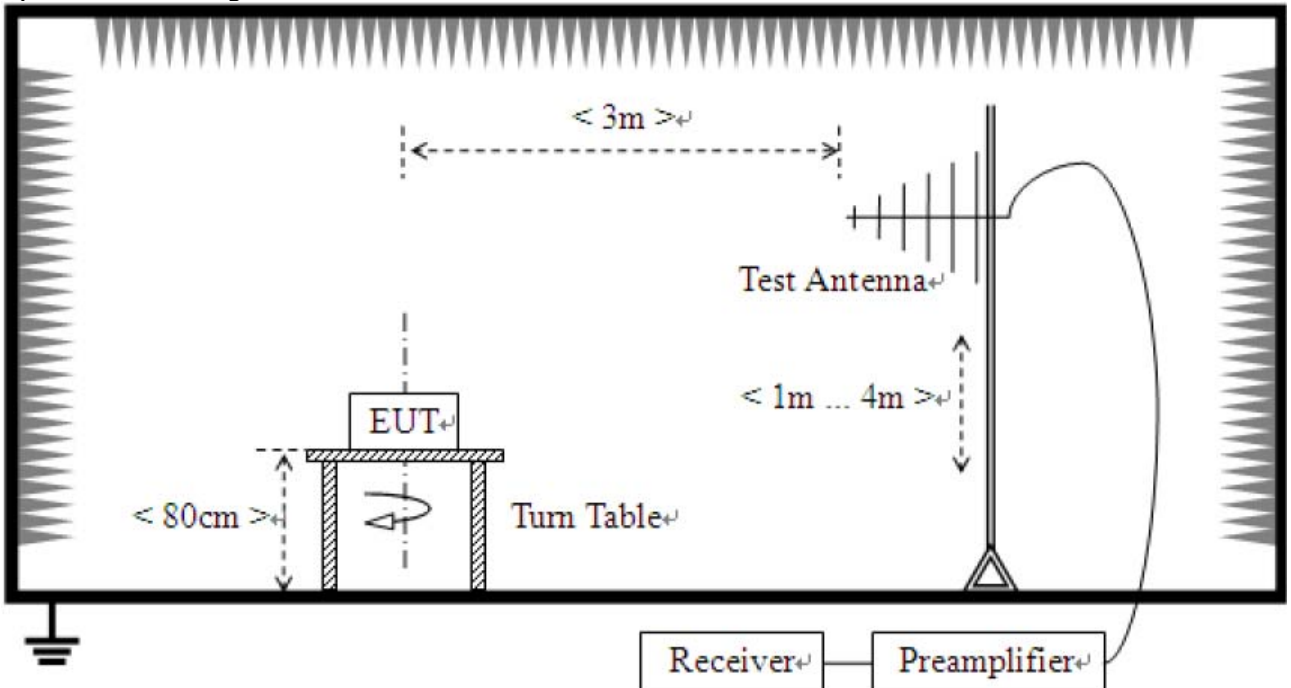 < 3m >↵
Test Antenna↵
< 1m ... 4m >↵
EUT↵
< 80cm >↵
Turn Table↵
Receiver↵
Preamplifier↵